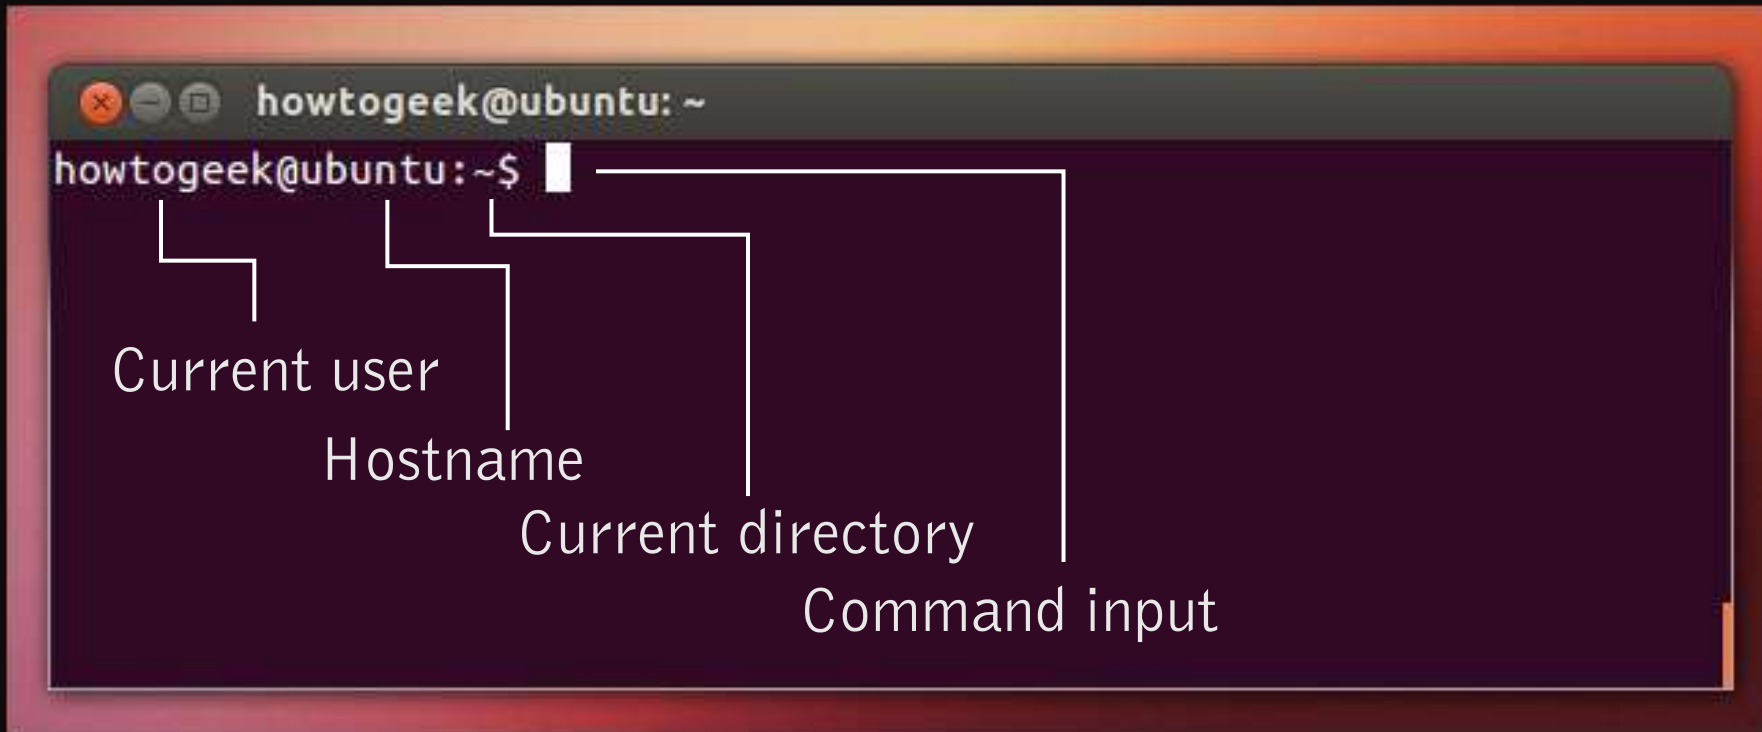 howtogeek@ubuntu: ~
howtogeek@ubuntu:~$
Current user
Hostname
Current directory
Command input